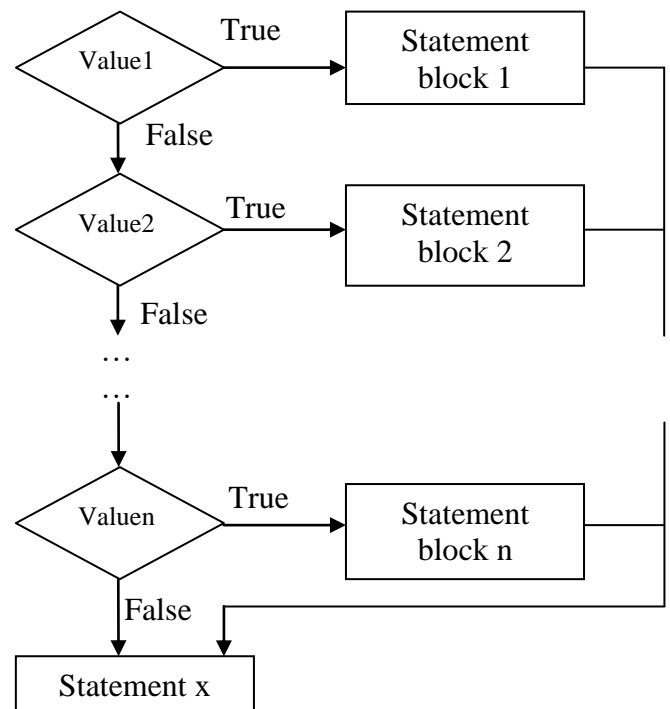 True
Value1
Statement
block 1
False
Value2
True
Statement
block 2
False
…
…
Valuen
True
Statement
block n
False
Statement x